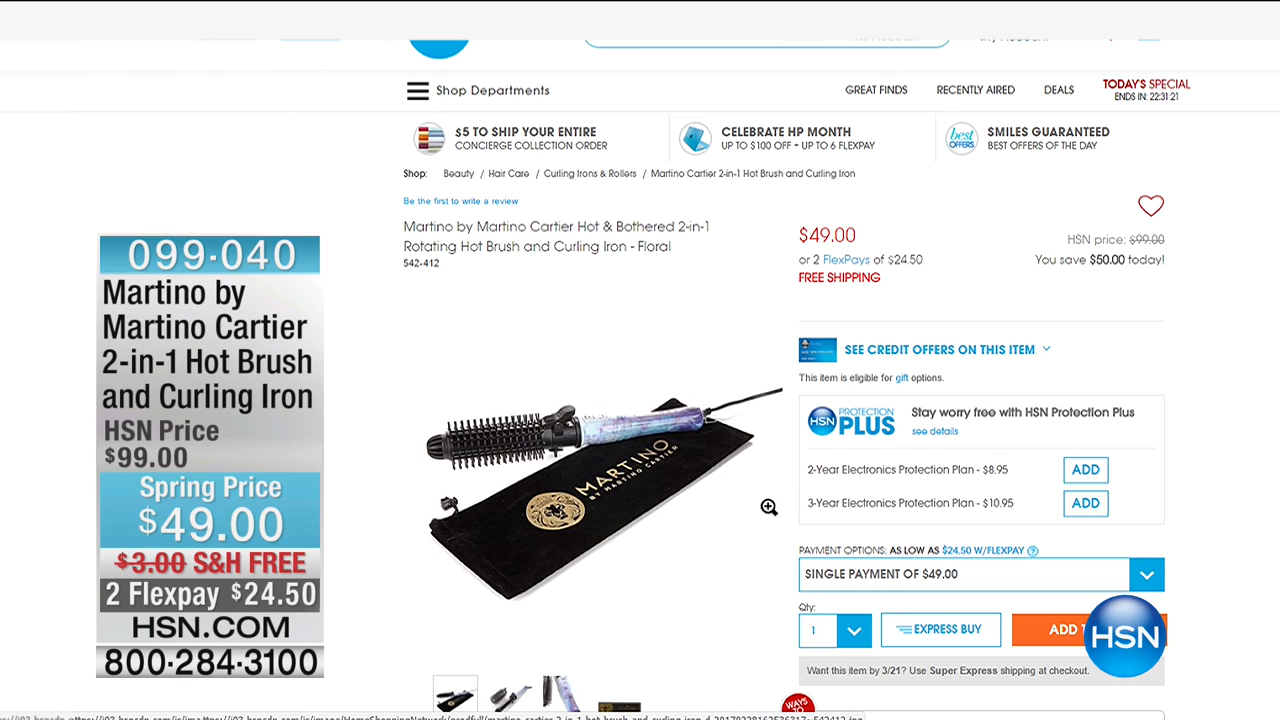 Shop Departments
GREAT FINDS
RECENTLY AIRED
DEALS
TODAY'S SPECIAL
ENDS IN: 22:31:21
$5 TO SHIP YOUR ENTIRE
CONCIERGE COLLECTION ORDER
CELEBRATE HP MONTH
UP TO $100 OFF + UP TO 6 FLEXPAY
best
OFFERS
SMILES GUARANTEED
BEST OFFERS OF THE DAY
Shop: Beauty / Hair Care / Curling Irons & Rollers / Martino Cartier 2-in-1 Hot Brush and Curling Iron
Be the first to write a review
Martino by Martino Cartier Hot & Bothered 2-in-1
Rotating Hot Brush and Curling Iron - Floral
542-412
$49.00
HSN price: $99.00
or 2 FlexPays of $24.50
You save $50.00 today!
FREE SHIPPING
SEE CREDIT OFFERS ON THIS ITEM
This item is eligible for gift options.
HSN
PROTECTION
PLUS
Stay worry free with HSN Protection Plus
see details
2-Year Electronics Protection Plan - $8.95
ADD
3-Year Electronics Protection Plan - $10.95
ADD
PAYMENT OPTIONS: AS LOW AS $24.50 W/FLEXPAY ?
SINGLE PAYMENT OF $49.00
Qty:
1
EXPRESS BUY
ADD
HSN
Want this item by 3/21? Use Super Express shipping at checkout.
WAYS
TO
MARTINO
BY MARTINO CARTIER
099-040
Martino by
Martino Cartier
2-in-1 Hot Brush
and Curling Iron
HSN Price
$99.00
Spring Price
$49.00
$3.00 S&H FREE
2 Flexpay $24.50
HSN.COM
800-284-3100